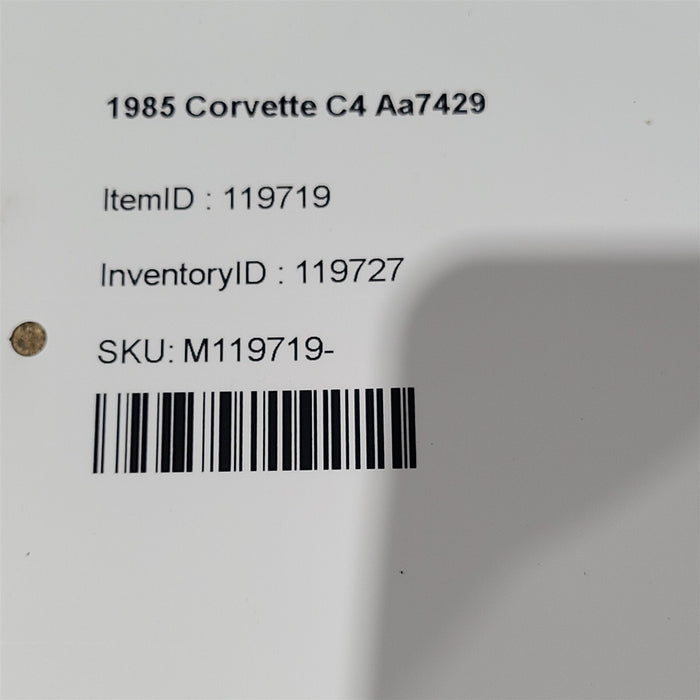 1985 Corvette C4 Aa7429
ItemID : 119719
InventoryID : 119727
SKU: M119719-